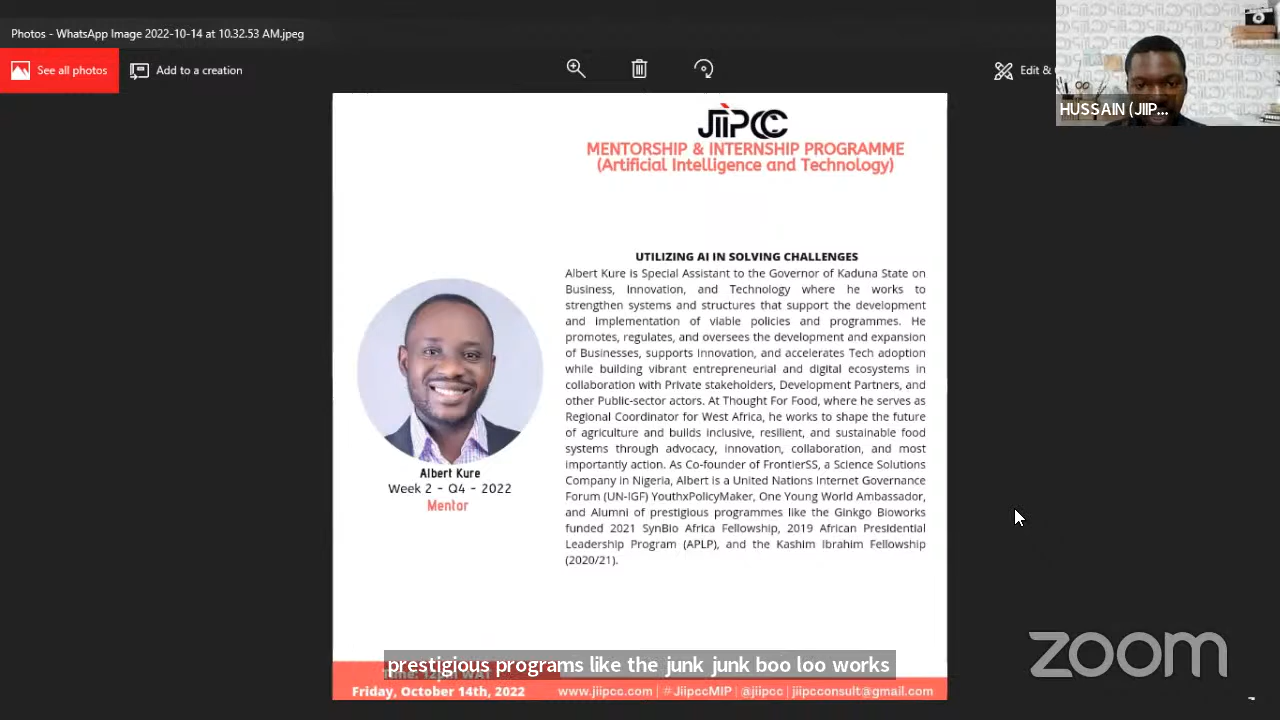 Photos - WhatsApp Image 2022-10-14 at 10.32.53 AM.jpeg
See all photos
Add to a creation
Edit &
HUSSAIN (JIIP...
JIIPCC
MENTORSHIP & INTERNSHIP PROGRAMME
(Artificial Intelligence and Technology)
UTILIZING AI IN SOLVING CHALLENGES
Albert Kure is Special Assistant to the Governor of Kaduna State on
Business, Innovation, and Technology where he works to
strengthen systems and structures that support the development
and implementation of viable policies and programmes. He
promotes, regulates, and oversees the development and expansion
of Businesses, supports Innovation, and accelerates Tech adoption
while building vibrant entrepreneurial and digital ecosystems in
collaboration with Private stakeholders, Development Partners, and
other Public-sector actors. At Thought For Food, where he serves as
Regional Coordinator for West Africa, he works to shape the future
of agriculture and builds inclusive, resilient, and sustainable food
systems through advocacy, innovation, collaboration, and most
importantly action. As Co-founder of FrontierSS, a Science Solutions
Company in Nigeria, Albert is a United Nations Internet Governance
Forum (UN-IGF) YouthxPolicyMaker, One Young World Ambassador,
and Alumni of prestigious programmes like the Ginkgo Bioworks
funded 2021 SynBio Africa Fellowship, 2019 African Presidential
Leadership Program (APLP), and the Kashim Ibrahim Fellowship
(2020/21).
Albert Kure
Week 2 - Q4 - 2022
Mentor
prestigious programs like the junk junk boo loo works
Time: 12pm WAT
Friday, October 14th, 2022
www.jiipcc.com | #JiipccMIP | @jiipcc | jiipcconsult@gmail.com
zoom